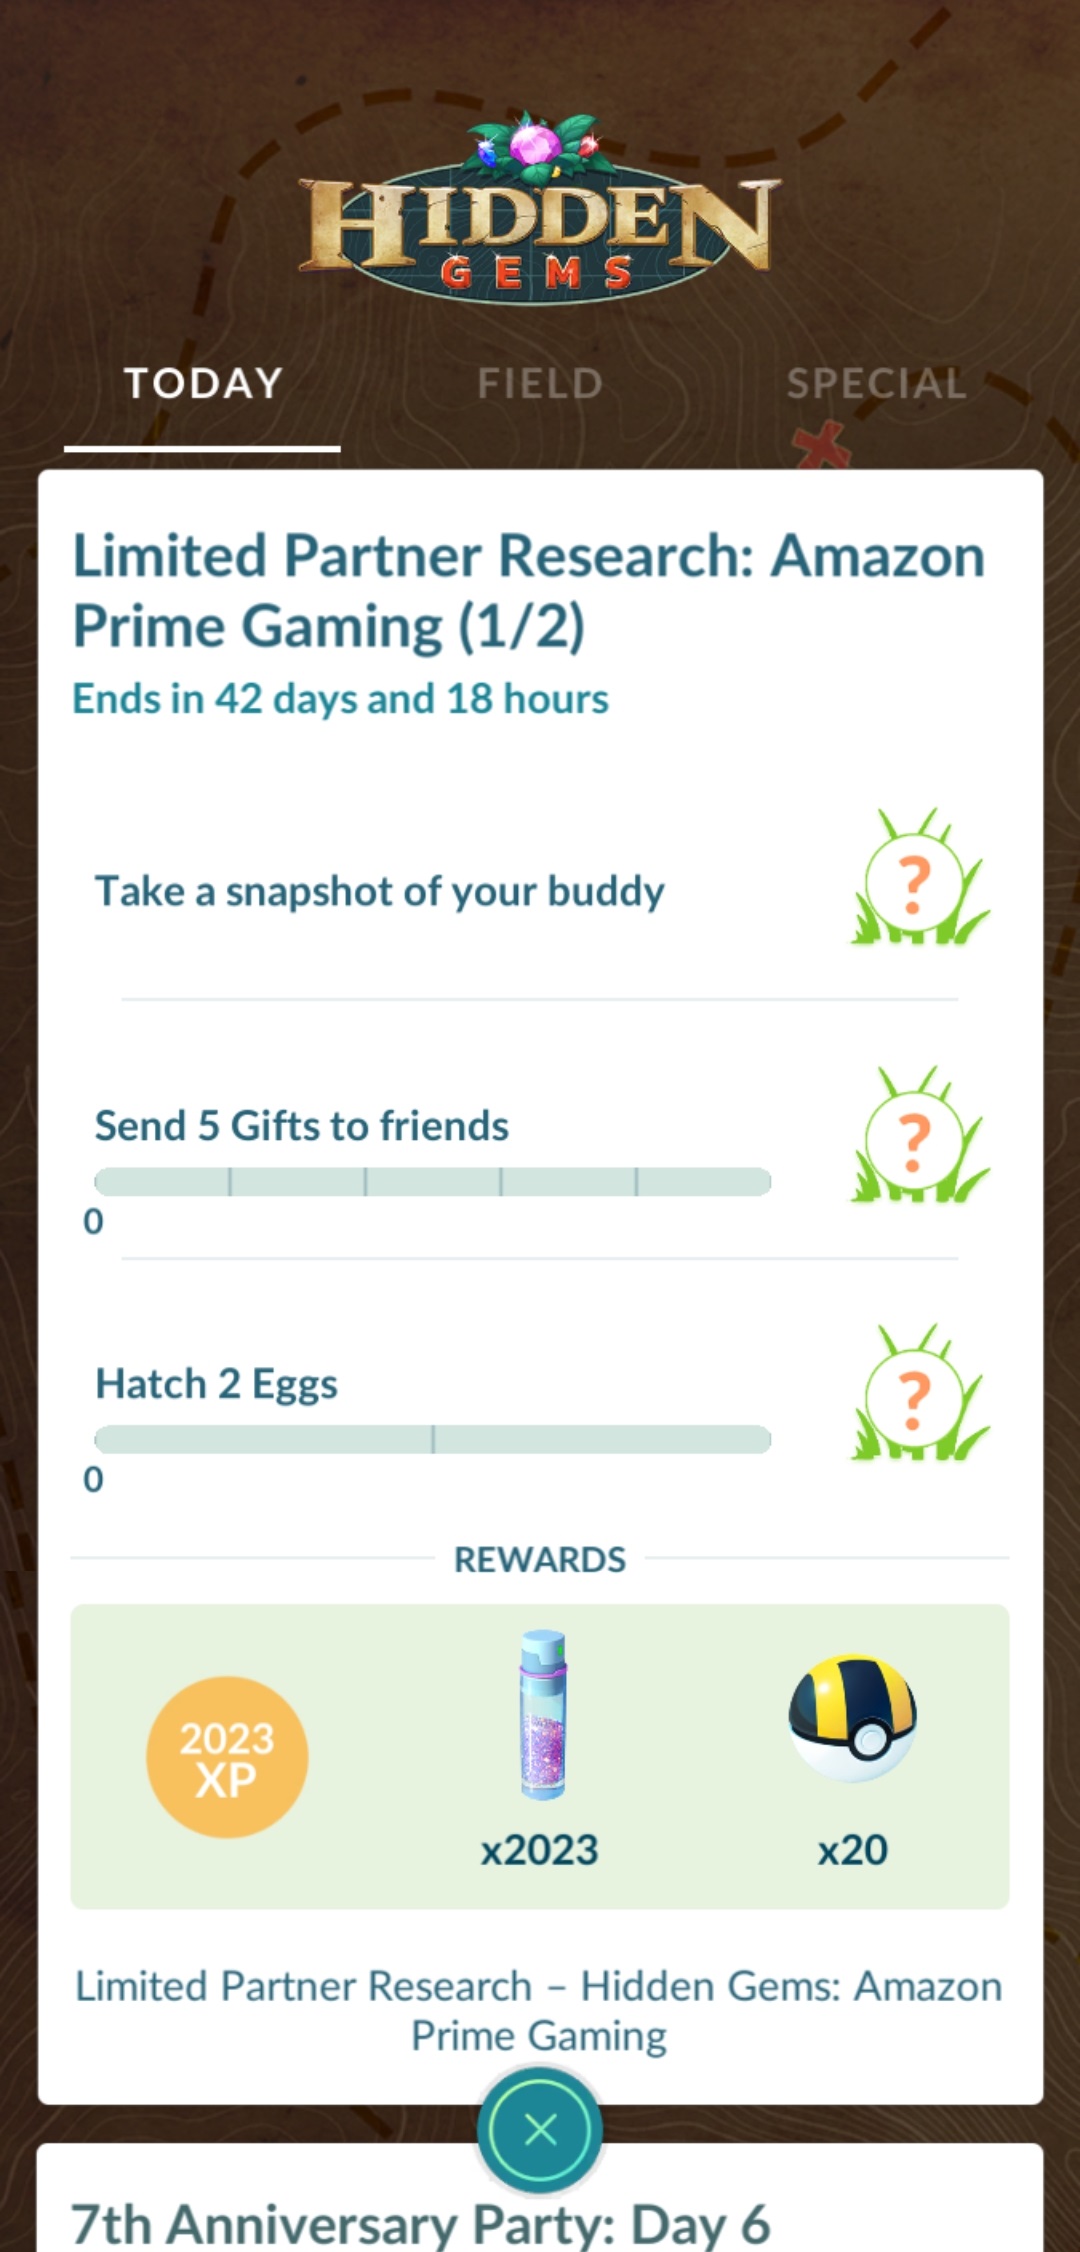 HIDDEN
GEMS
TODAY FIELD SPECIAL
Limited Partner Research: Amazon
Prime Gaming (1/2)
Ends in 42 days and 18 hours
Take a snapshot of your buddy
?
Send 5 Gifts to friends
?
0
Hatch 2 Eggs
?
0
REWARDS
2023
XP
x2023
x20
Limited Partner Research – Hidden Gems: Amazon
Prime Gaming
7th Anniversary Party: Day 6